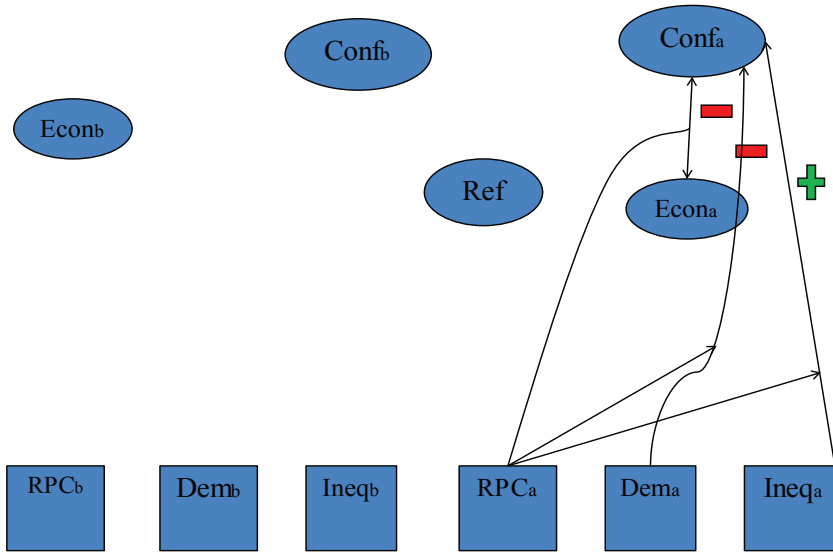 Conf_b
Conf_a
Econ_b
Ref
Econ_a
RPC_b
Dem_b
Ineq_b
RPC_a
Dem_a
Ineq_a